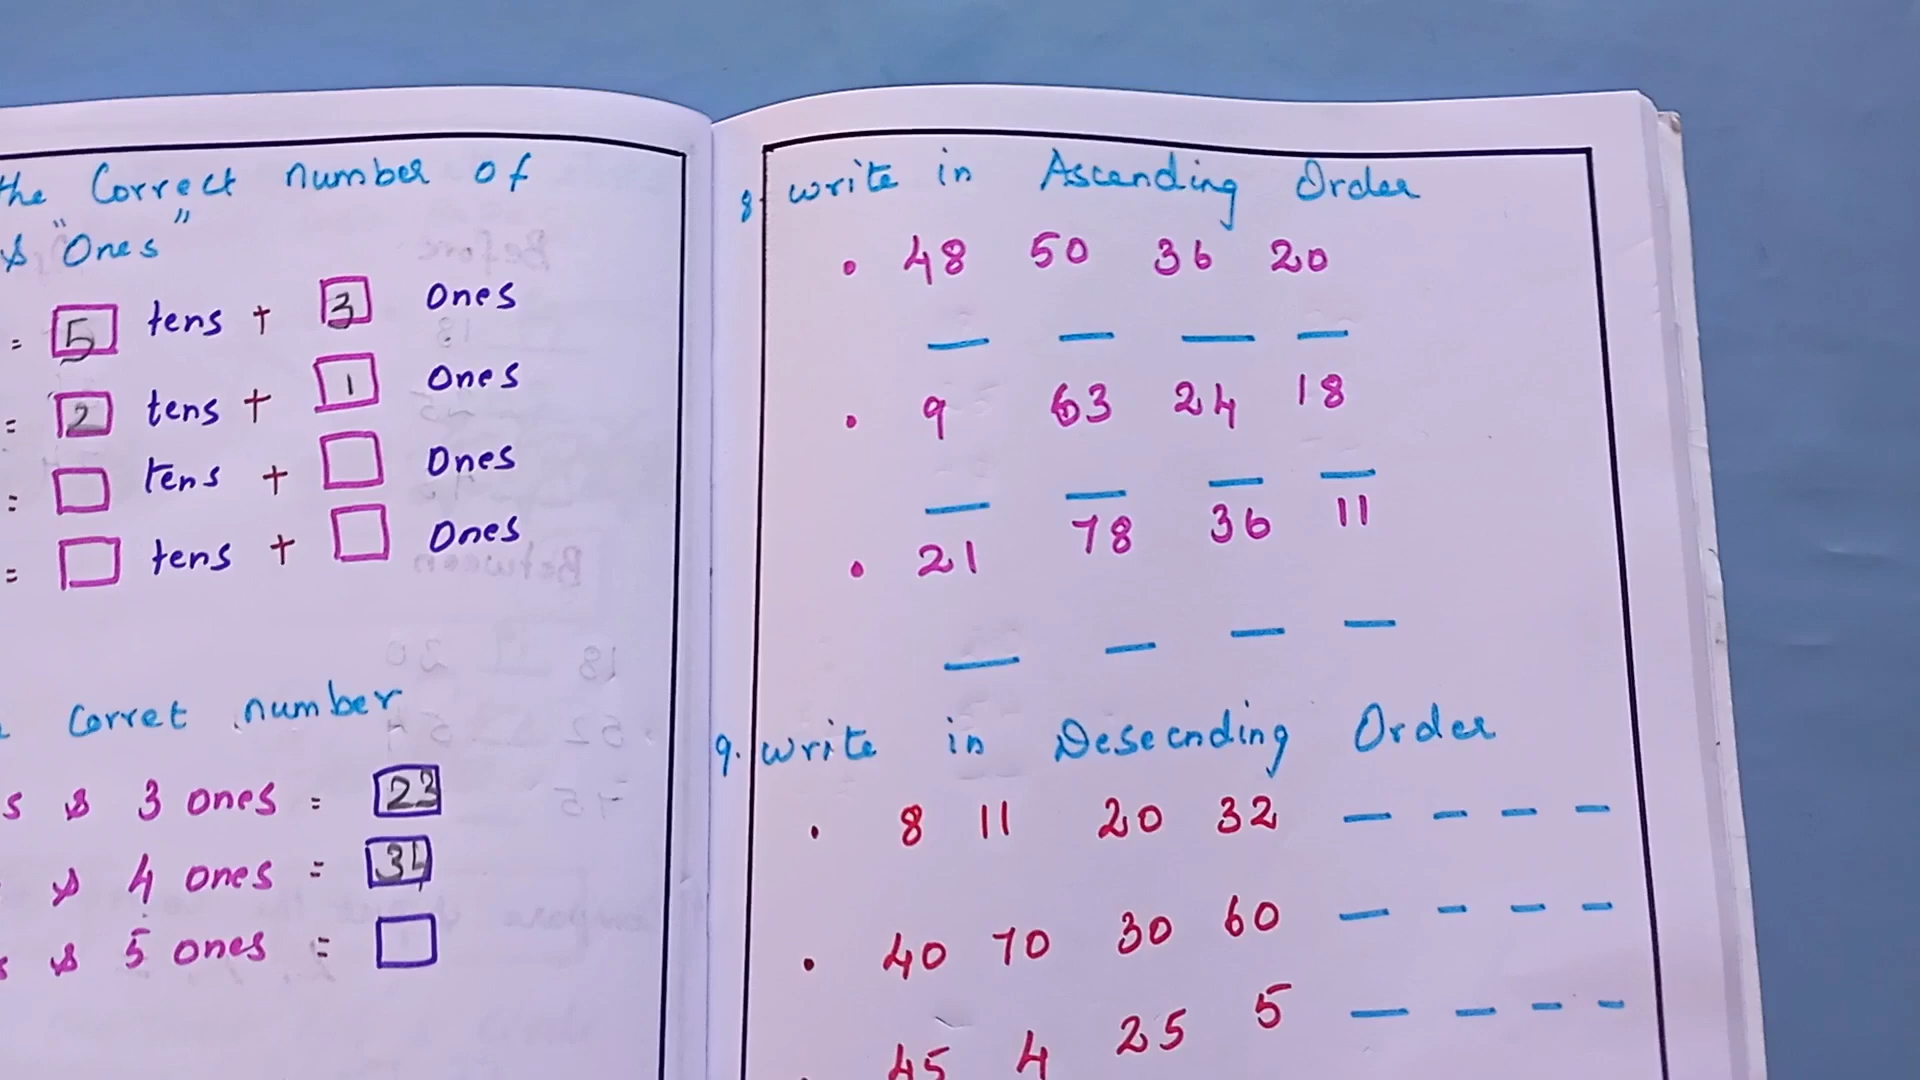 the Correct number of
& "Ones"
= 5 tens + 3 Ones
= 2 tens + 1 Ones
= tens + Ones
= tens + Ones
Corret number
s & 3 ones = 23
& 4 ones = 34
s & 5 ones =
8. write in Ascending Order
• 48 50 36 20
— — — —
• 9 63 24 18
— — — —
• 21 78 36 11
— — — —
9. write in Desecnding Order
• 8 11 20 32 — — — —
• 40 70 30 60 — — — —
• 45 4 25 5 — — — —